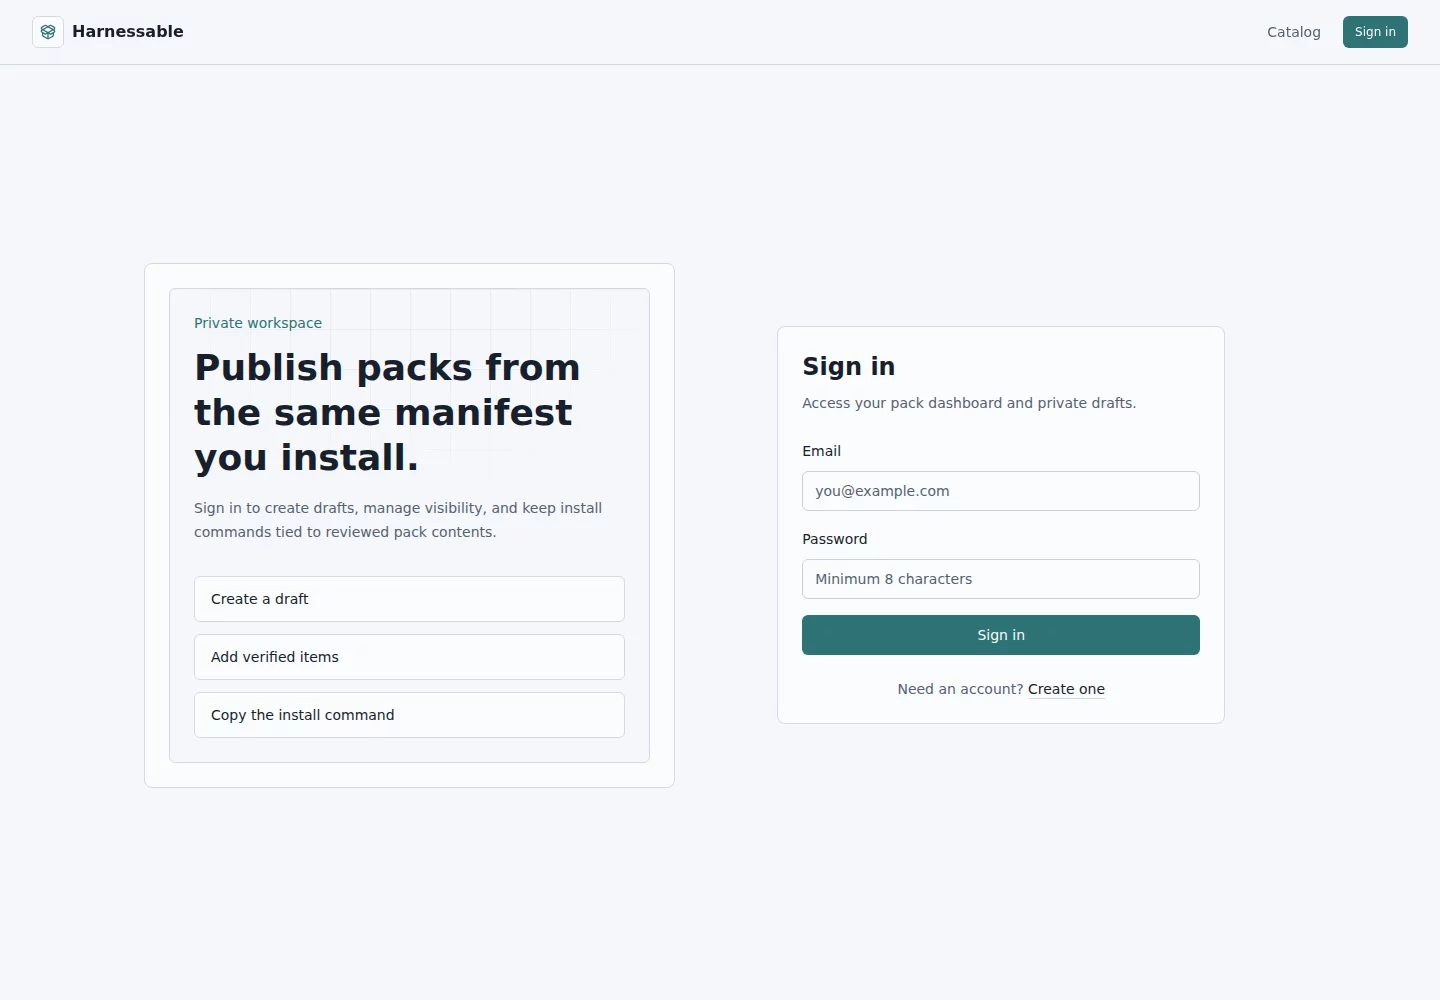 Harnessable
Catalog
Sign in
Private workspace
Publish packs from
the same manifest
you install.
Sign in to create drafts, manage visibility, and keep install
commands tied to reviewed pack contents.
Create a draft
Add verified items
Copy the install command
Sign in
Access your pack dashboard and private drafts.
Email
you@example.com
Password
Minimum 8 characters
Sign in
Need an account? Create one